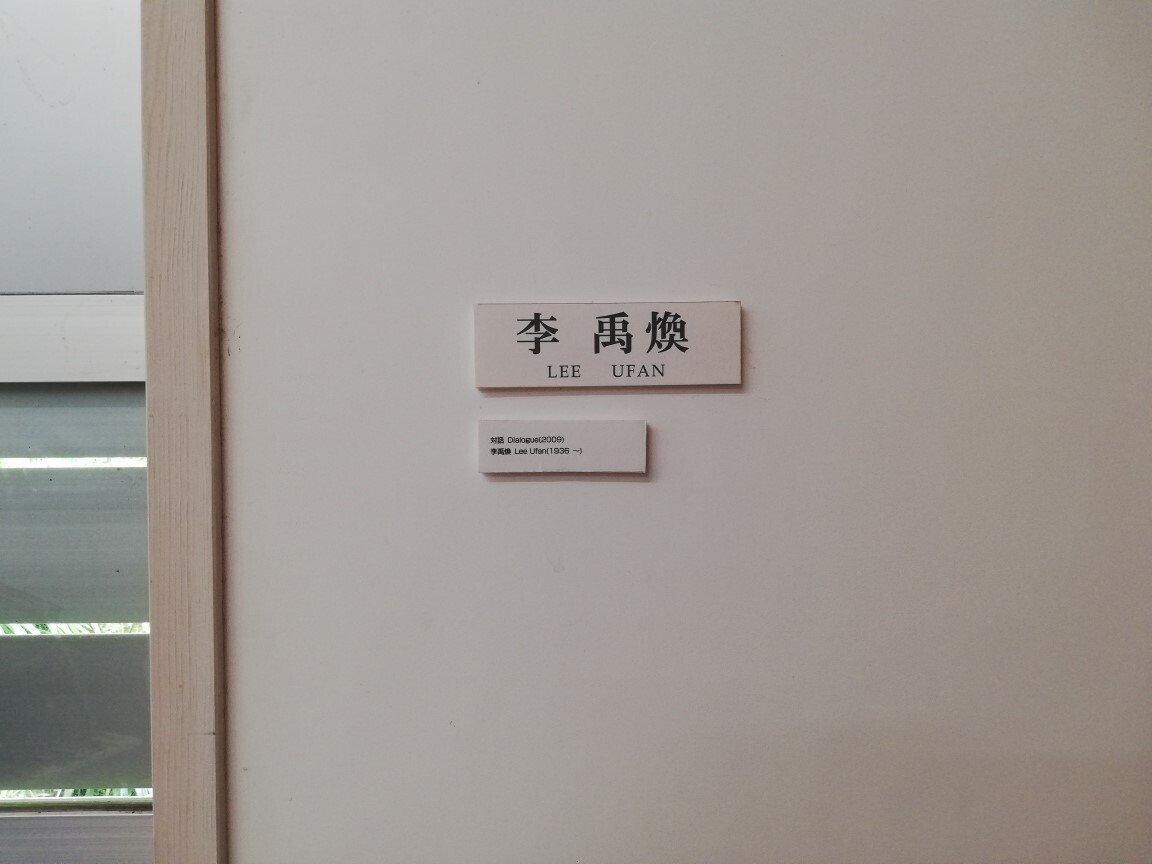 李 禹煥
LEE UFAN
対話 Dialogue(2009)
李禹煥 Lee Ufan(1936 ～)